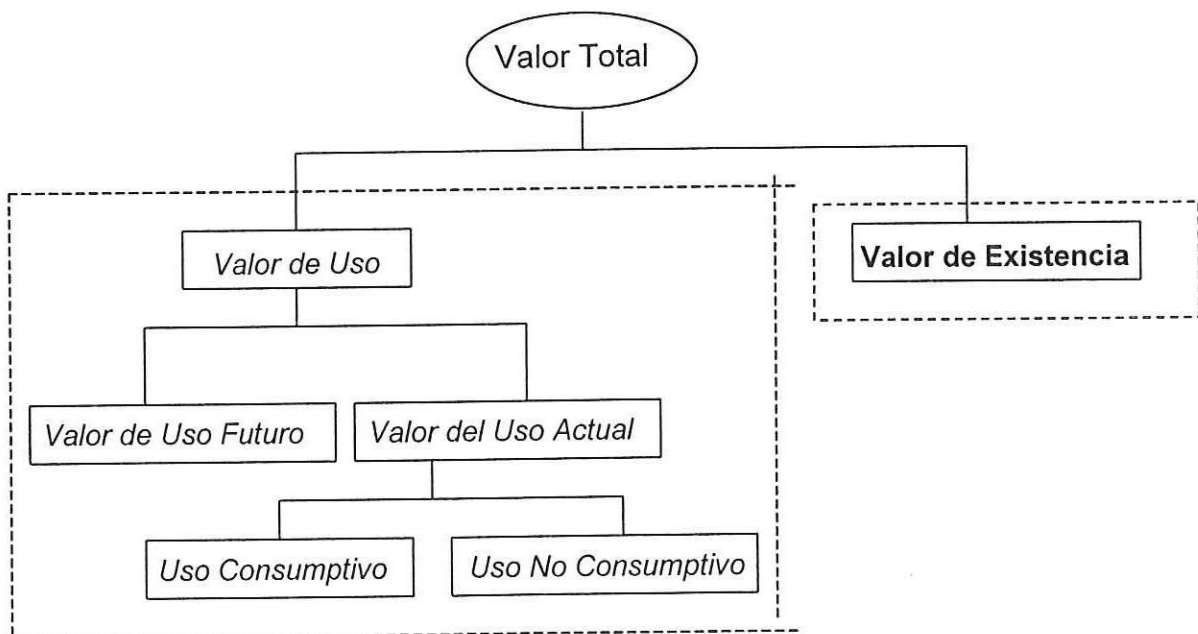 Valor Total
Valor de Uso
Valor de Existencia
Valor de Uso Futuro
Valor del Uso Actual
Uso Consumptivo
Uso No Consumptivo